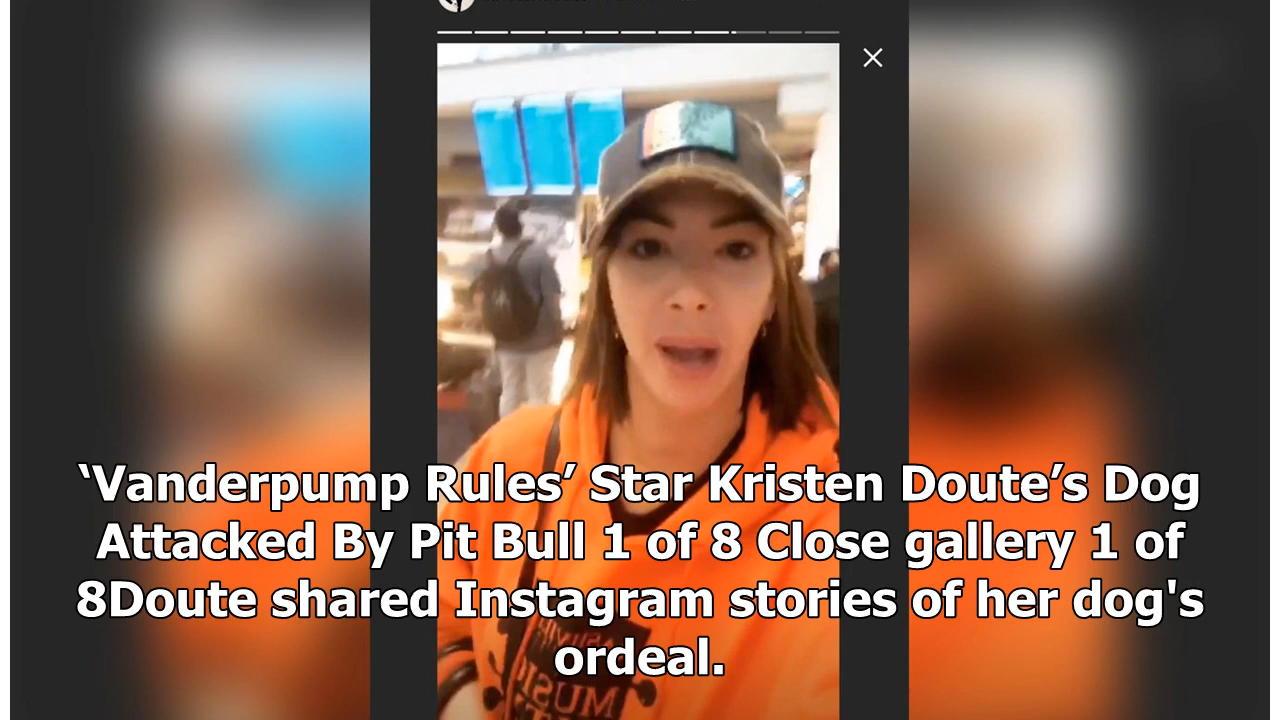 ‘Vanderpump Rules’ Star Kristen Doute’s Dog
Attacked By Pit Bull 1 of 8 Close gallery 1 of
8Doute shared Instagram stories of her dog's
ordeal.
MUSIC